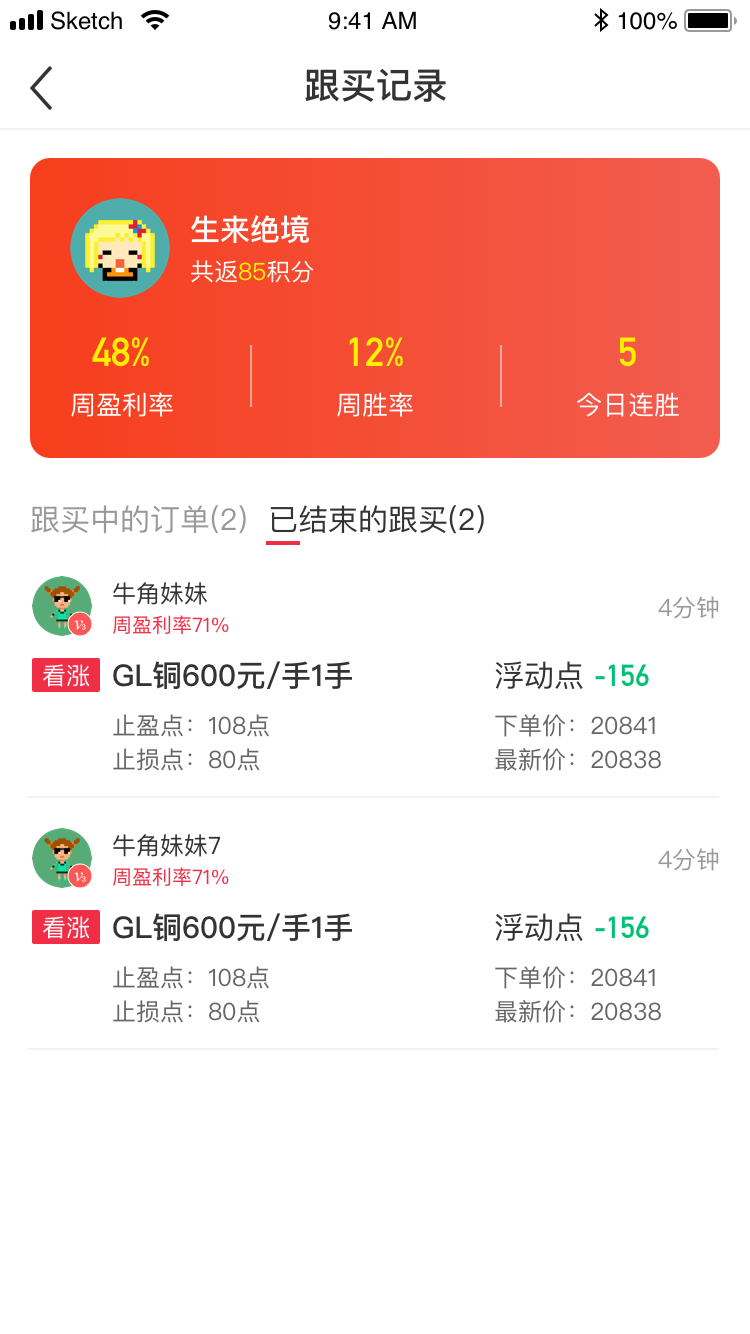 Sketch 9:41 AM 100%
跟买记录
生来绝境
共返85积分
48% 12% 5
周盈利率 周胜率 今日连胜
跟买中的订单(2) 已结束的跟买(2)
牛角妹妹
4分钟
V3 周盈利率71%
看涨 GL铜600元/手1手 浮动点 -156
止盈点：108点 下单价：20841
止损点：80点 最新价：20838
牛角妹妹7
4分钟
V3 周盈利率71%
看涨 GL铜600元/手1手 浮动点 -156
止盈点：108点 下单价：20841
止损点：80点 最新价：20838